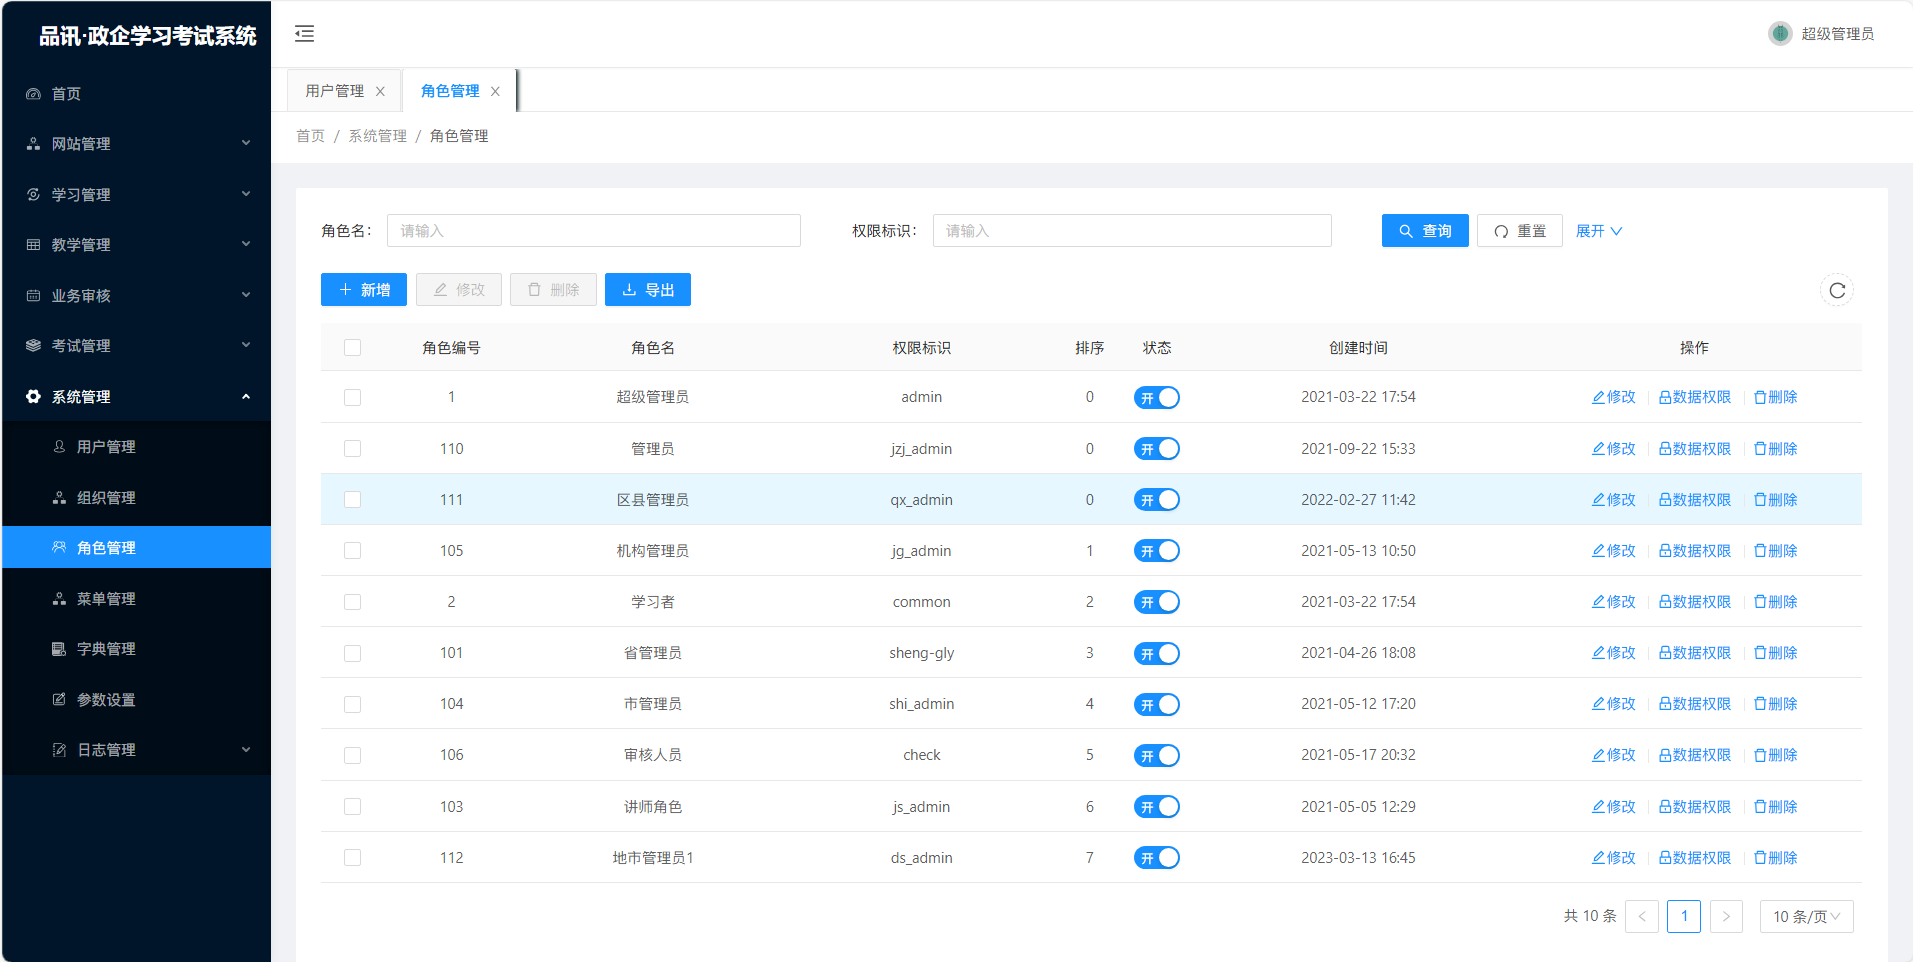 品讯·政企学习考试系统
超级管理员
首页
网站管理
学习管理
教学管理
业务审核
考试管理
系统管理
用户管理
组织管理
角色管理
菜单管理
字典管理
参数设置
日志管理
用户管理 角色管理
首页 / 系统管理 / 角色管理
角色名: 请输入 权限标识: 请输入 查询 重置 展开
新增 修改 删除 导出
角色编号 角色名 权限标识 排序 状态 创建时间 操作
1 超级管理员 admin 0 开 2021-03-22 17:54 修改 数据权限 删除
110 管理员 jzj_admin 0 开 2021-09-22 15:33 修改 数据权限 删除
111 区县管理员 qx_admin 0 开 2022-02-27 11:42 修改 数据权限 删除
105 机构管理员 jg_admin 1 开 2021-05-13 10:50 修改 数据权限 删除
2 学习者 common 2 开 2021-03-22 17:54 修改 数据权限 删除
101 省管理员 sheng-gly 3 开 2021-04-26 18:08 修改 数据权限 删除
104 市管理员 shi_admin 4 开 2021-05-12 17:20 修改 数据权限 删除
106 审核人员 check 5 开 2021-05-17 20:32 修改 数据权限 删除
103 讲师角色 js_admin 6 开 2021-05-05 12:29 修改 数据权限 删除
112 地市管理员1 ds_admin 7 开 2023-03-13 16:45 修改 数据权限 删除
共 10 条 < 1 > 10 条/页